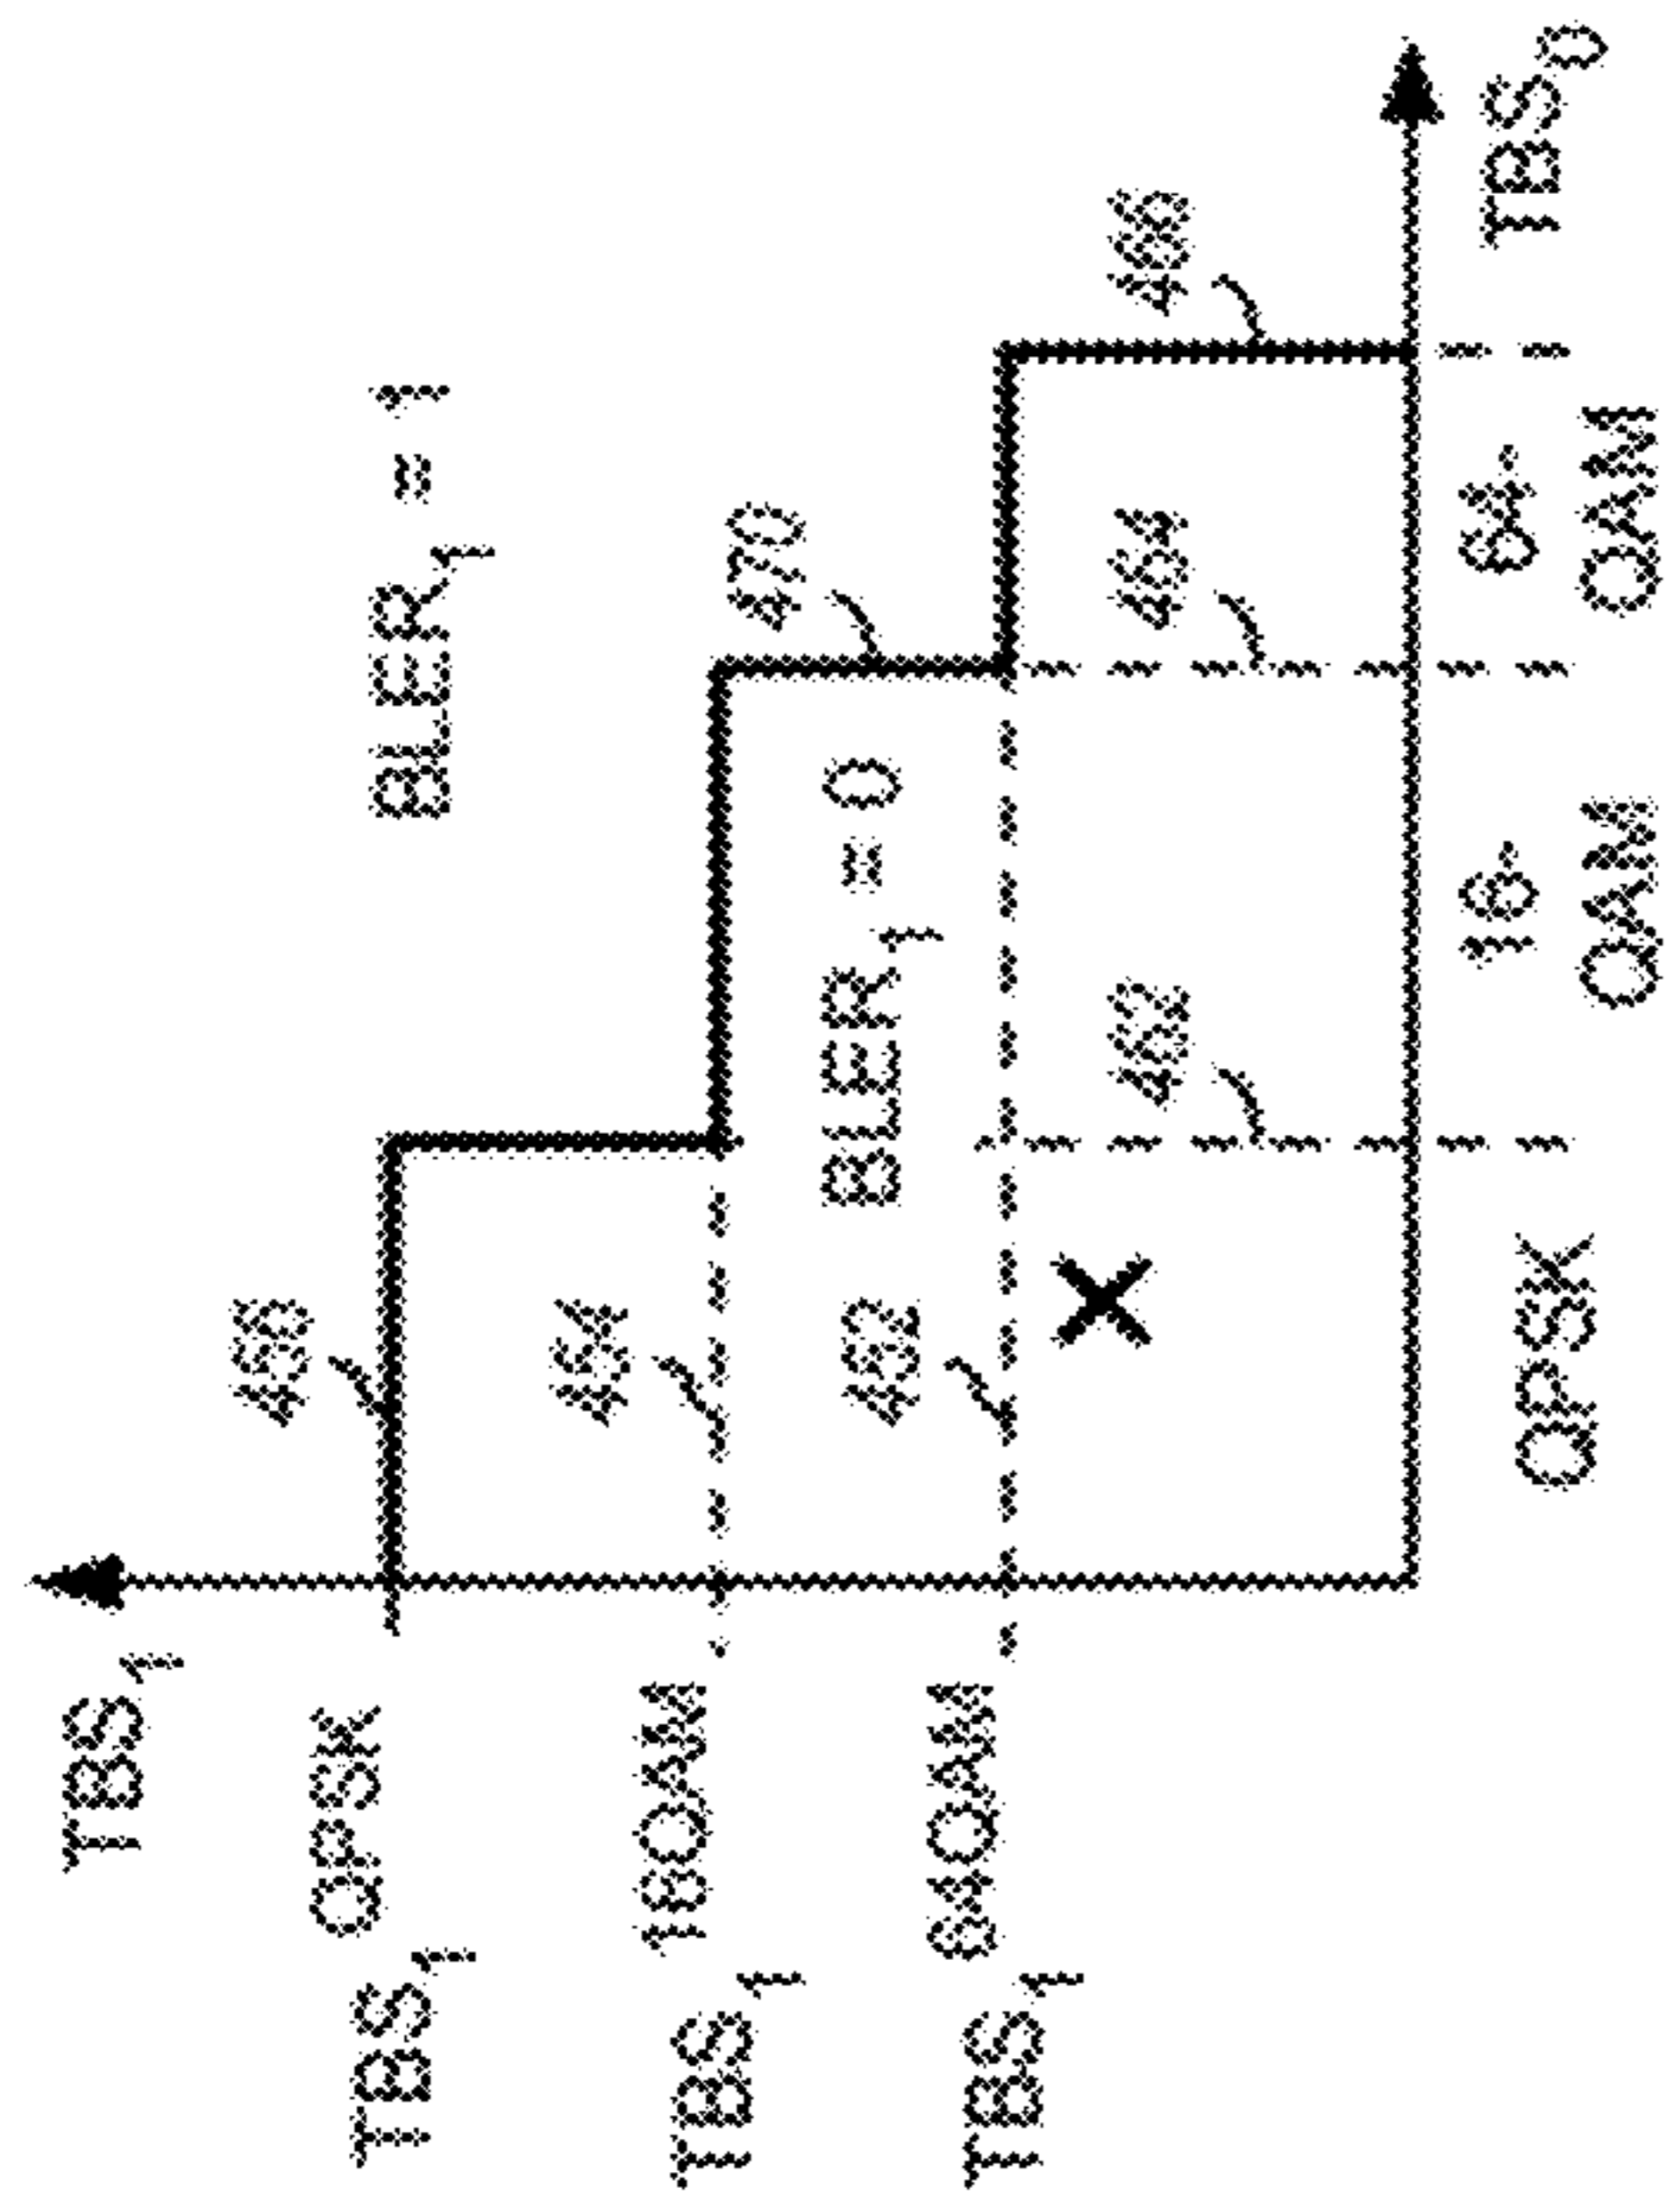 TBS1
TBS1 QPSK
456
BLER1 = 1
TBS1 16QAM
454
470
BLER1 = 0
TBS1 64QAM
452
462
464
466
QPSK
16-
QAM
64-
QAM
TBS0